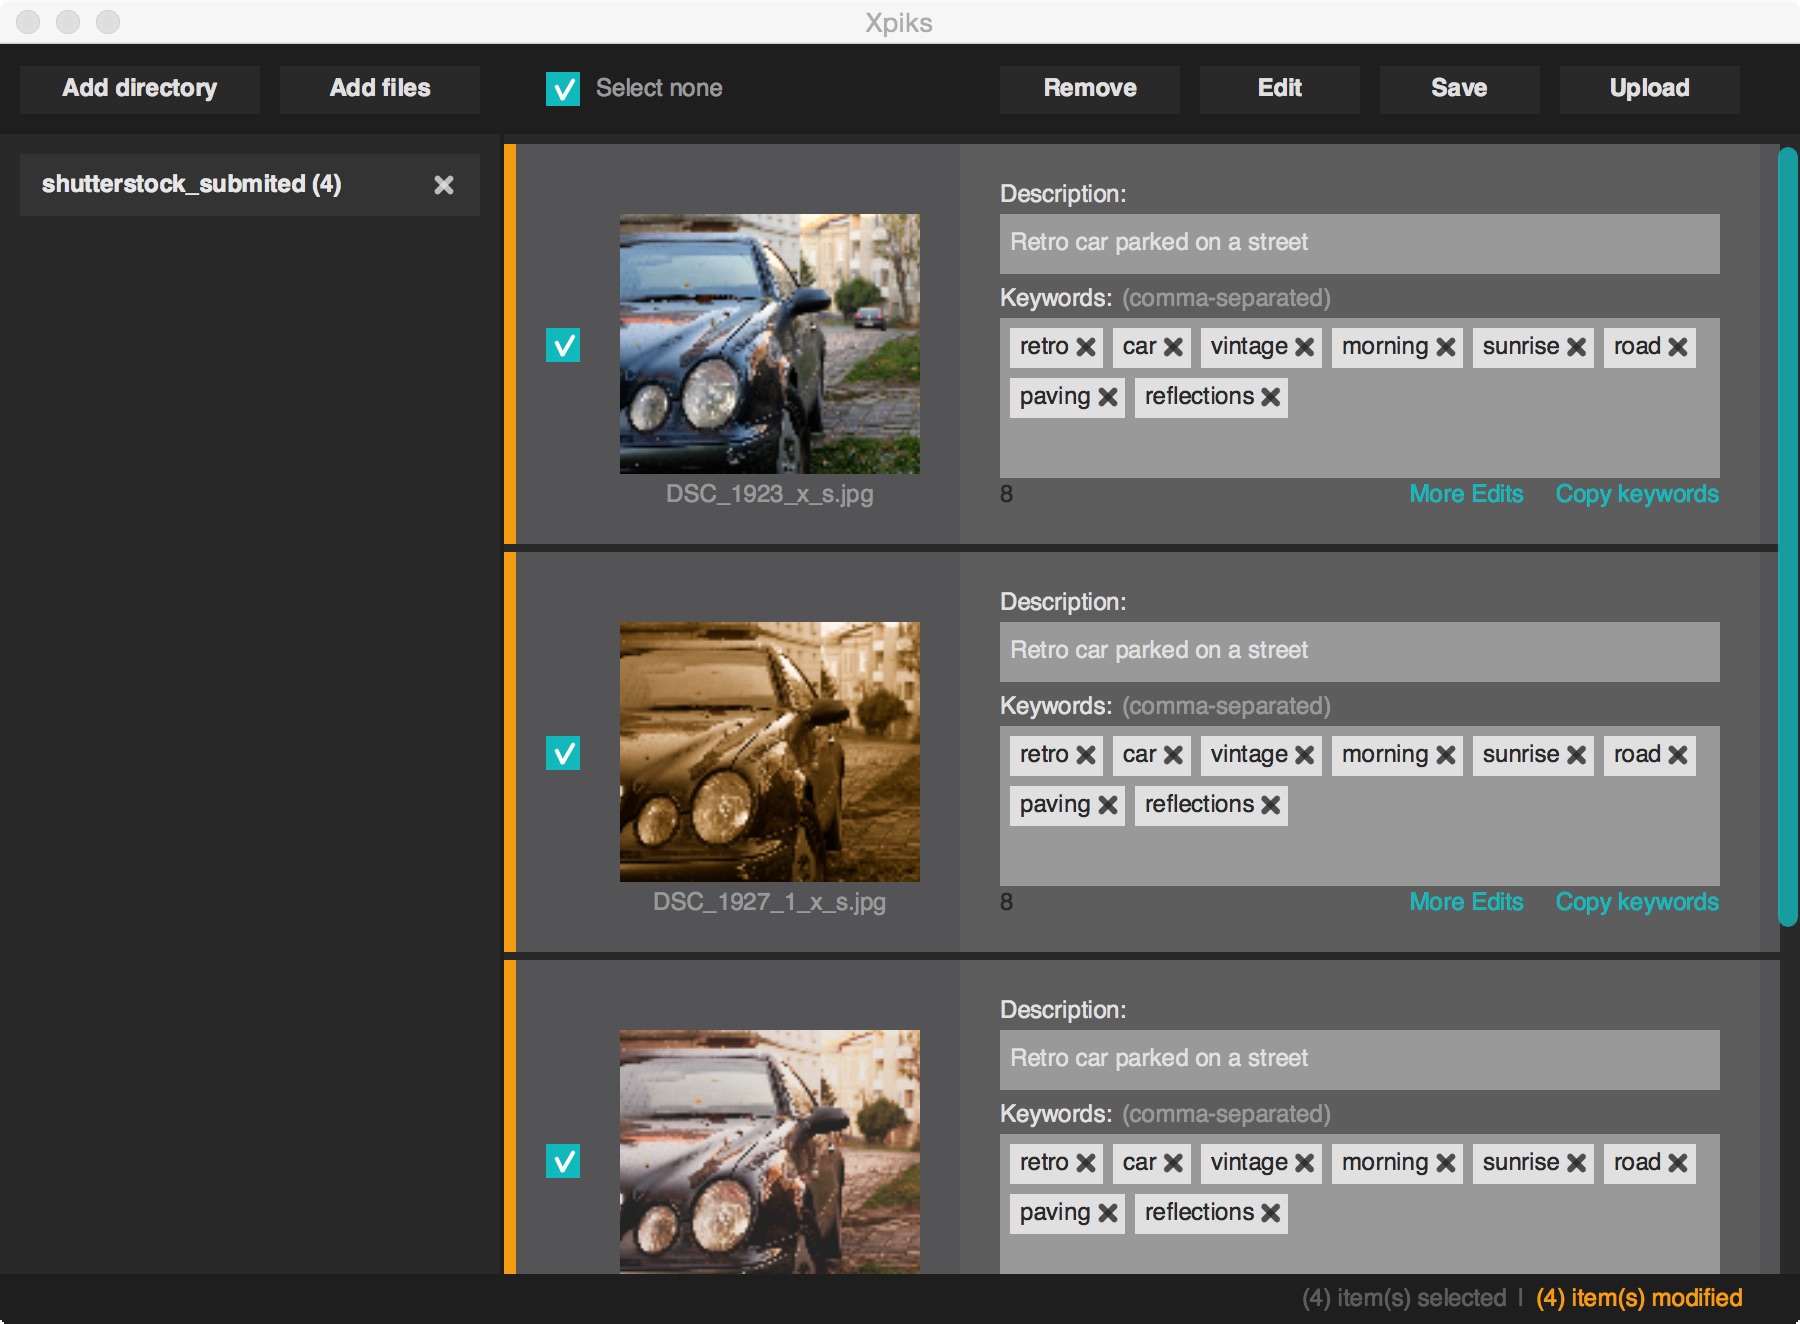 Xpiks
Add directory
Add files
Select none
Remove
Edit
Save
Upload
shutterstock_submited (4)
Description:
Retro car parked on a street
Keywords: (comma-separated)
retro car vintage morning sunrise road
paving reflections
DSC_1923_x_s.jpg
8 More Edits Copy keywords
Description:
Retro car parked on a street
Keywords: (comma-separated)
retro car vintage morning sunrise road
paving reflections
DSC_1927_1_x_s.jpg
8 More Edits Copy keywords
Description:
Retro car parked on a street
Keywords: (comma-separated)
retro car vintage morning sunrise road
paving reflections
(4) item(s) selected | (4) item(s) modified